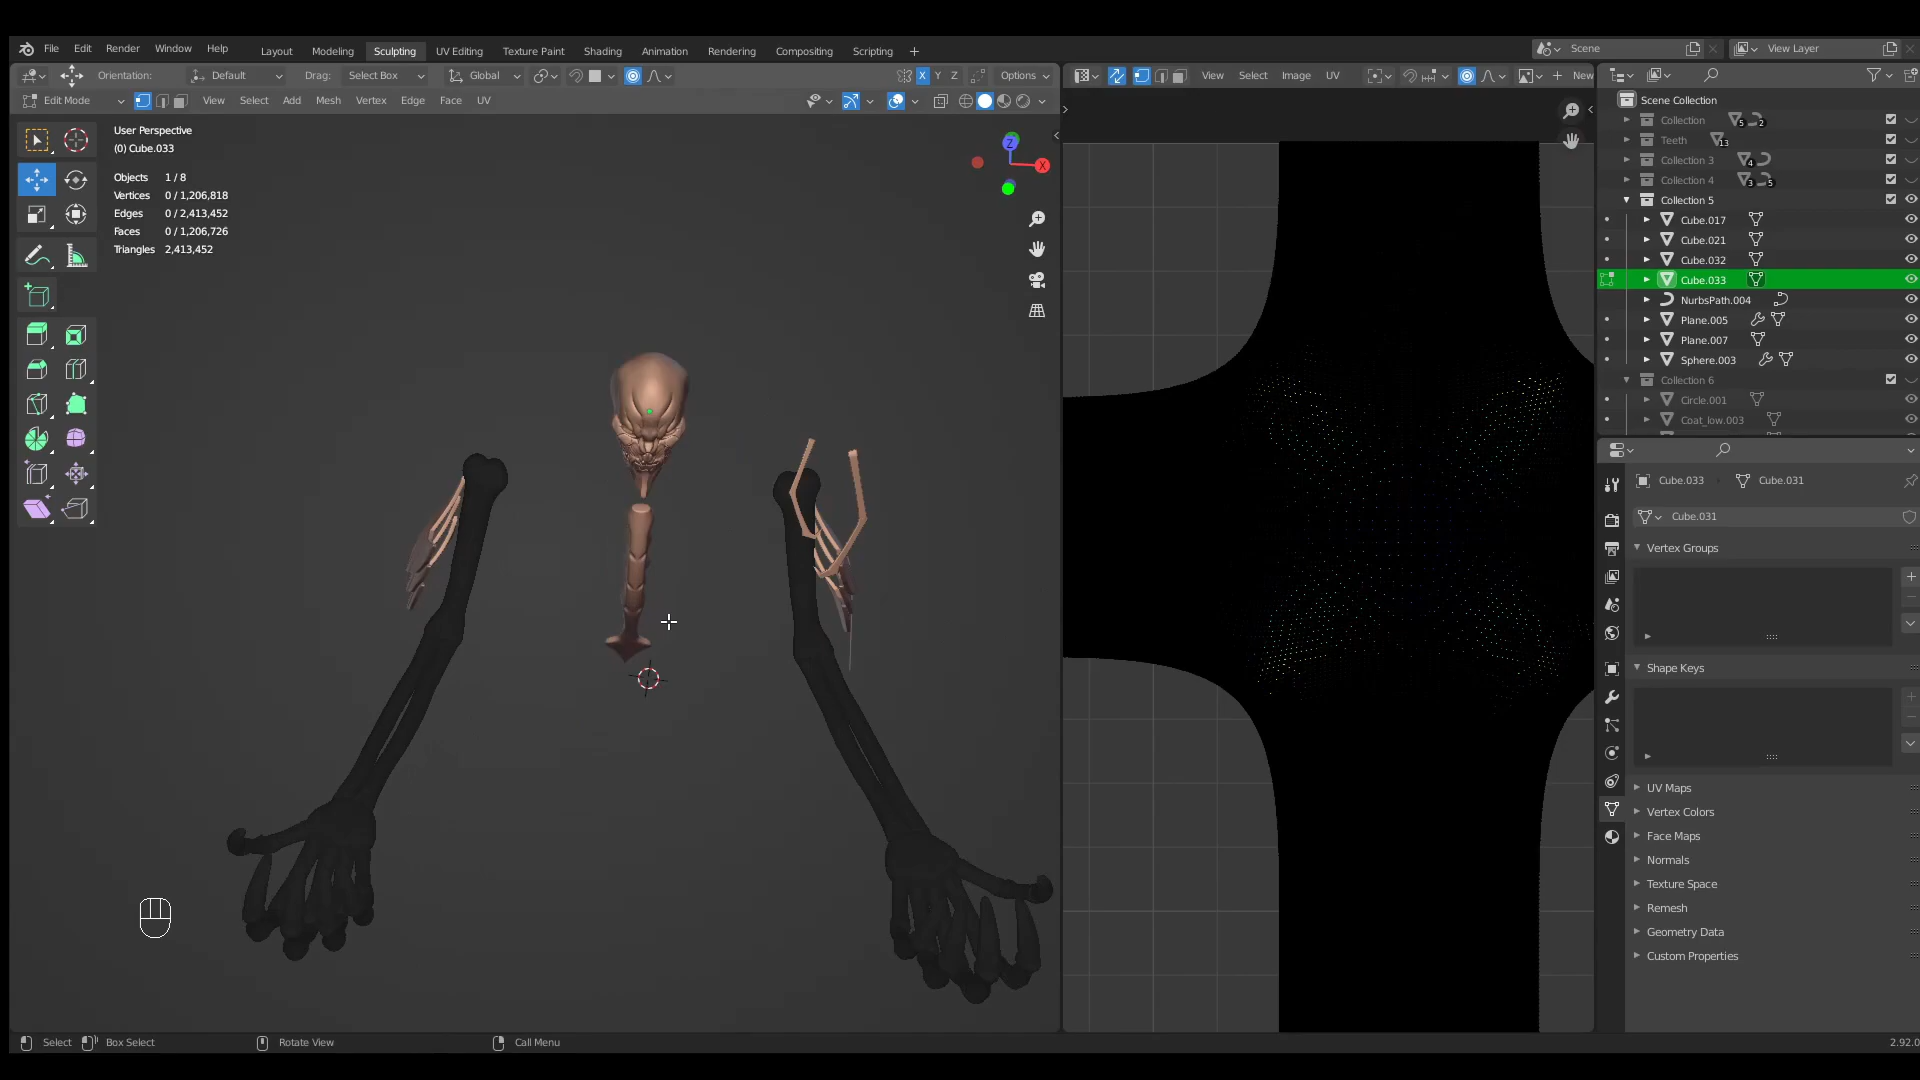 File Edit Render Window Help Layout Modeling Sculpting UV Editing Texture Paint Shading Animation Rendering Compositing Scripting + Scene View Layer
Orientation: Default Drag: Select Box Global X Y Z Options View Select Image UV New
Edit Mode View Select Add Mesh Vertex Edge Face UV
User Perspective
(0) Cube.033
Objects 1 / 8
Vertices 0 / 1,206,818
Edges 0 / 2,413,452
Faces 0 / 1,206,726
Triangles 2,413,452
Z
X
Scene Collection
Collection 5 2
Teeth 13
Collection 3 4
Collection 4 3 5
Collection 5
Cube.017
Cube.021
Cube.032
Cube.033
NurbsPath.004
Plane.005
Plane.007
Sphere.003
Collection 6
Circle.001
Coat_low.003
Cube.033 Cube.031
Cube.031
Vertex Groups
Shape Keys
UV Maps
Vertex Colors
Face Maps
Normals
Texture Space
Remesh
Geometry Data
Custom Properties
Select Box Select Rotate View Call Menu 2.92.0